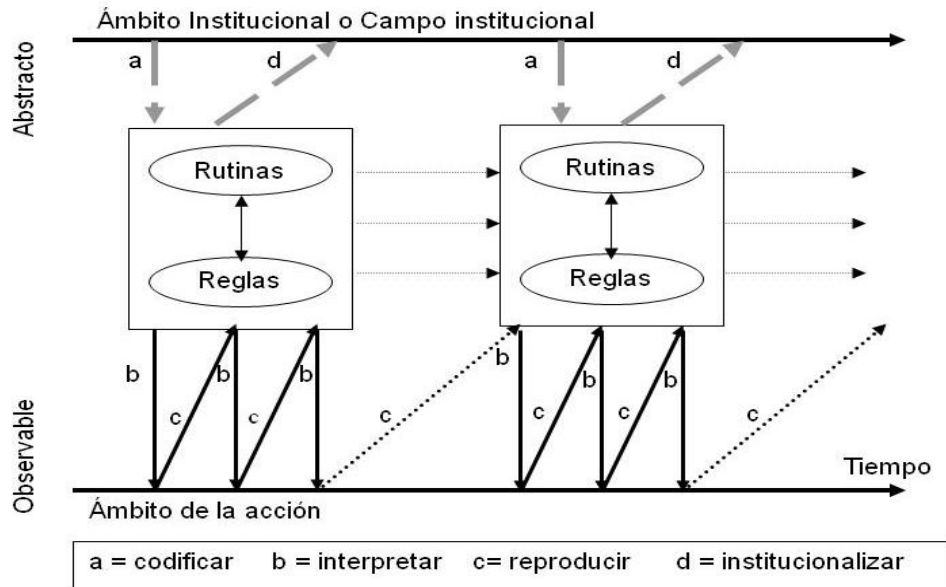 Ámbito Institucional o Campo institucional
Abstracto
a
d
a
d
Rutinas
Reglas
Rutinas
Reglas
b
b
b
b
b
b
c
c
c
c
c
c
Observable
Tiempo
Ámbito de la acción
a = codificar b = interpretar c= reproducir d = institucionalizar